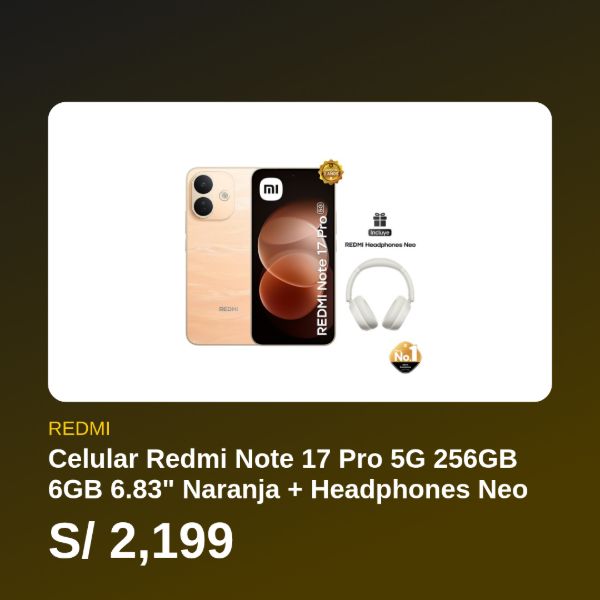 mi
REDMI Note 17 Pro 5G
REDMI
Incluye
REDMI Headphones Neo
No.1
REDMI
Celular Redmi Note 17 Pro 5G 256GB
6GB 6.83" Naranja + Headphones Neo
S/ 2,199